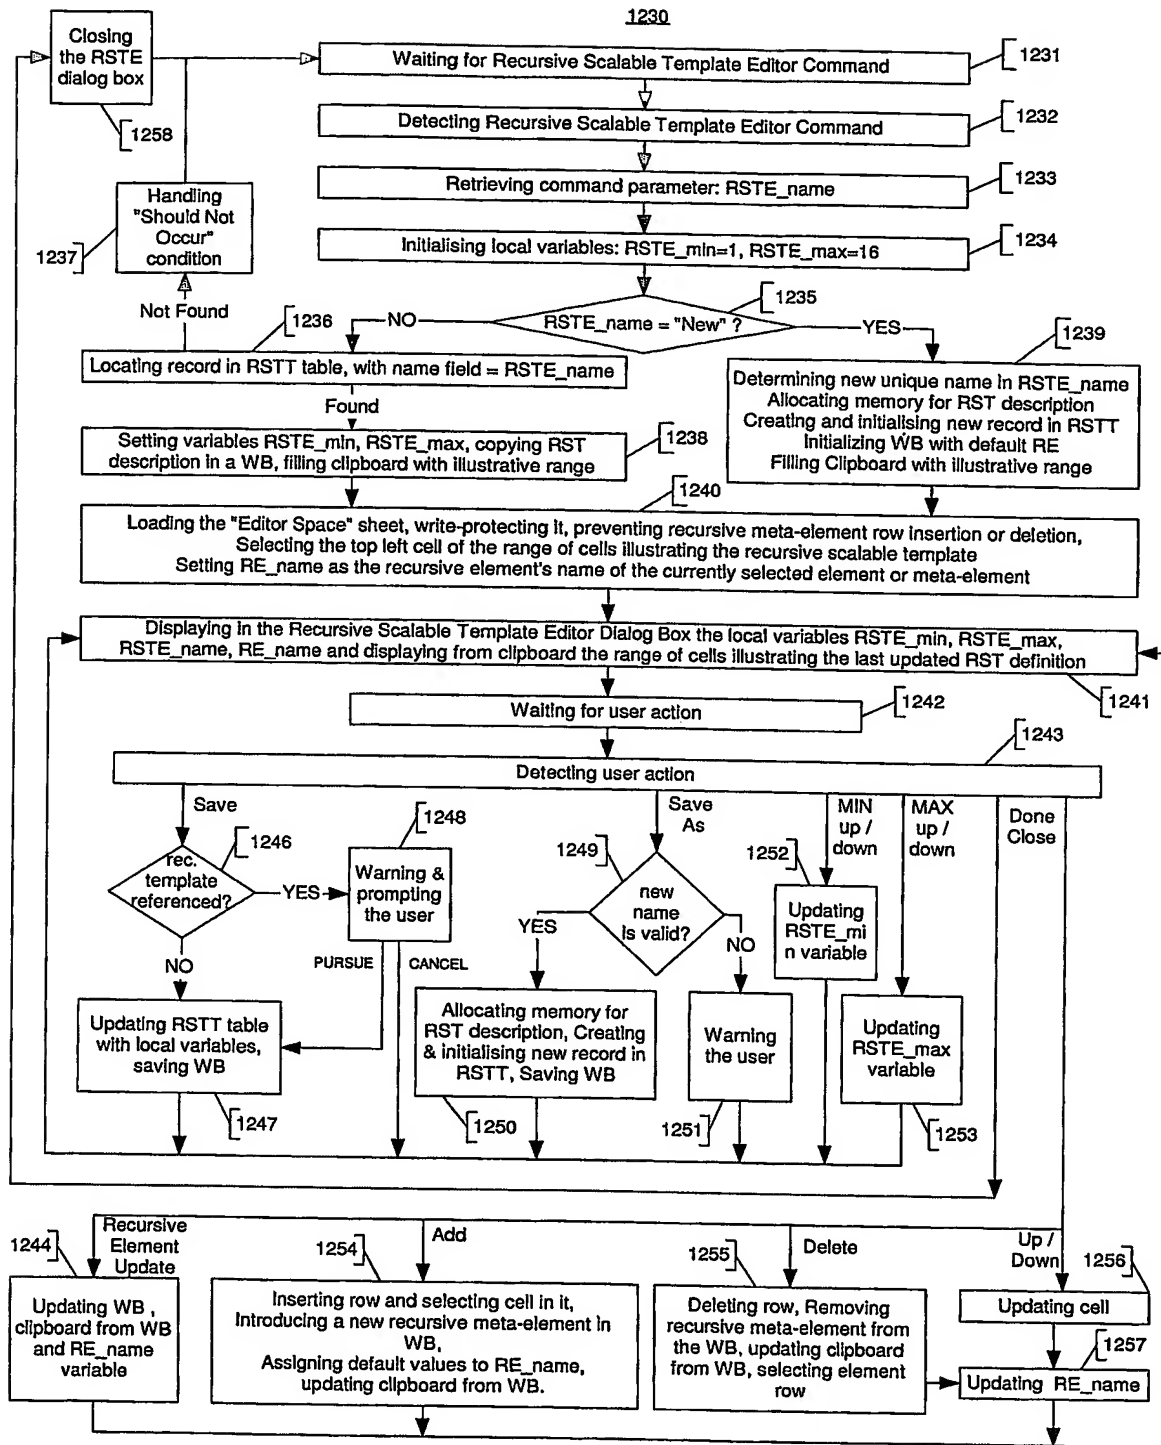 1230
Closing
the RSTE
dialog box
1258
Waiting for Recursive Scalable Template Editor Command
1231
Detecting Recursive Scalable Template Editor Command
1232
Retrieving command parameter: RSTE_name
1233
Initialising local variables: RSTE_min=1, RSTE_max=16
1234
Handling
"Should Not
Occur"
condition
1237
Not Found
1236
NO
RSTE_name = "New" ?
1235
YES
1239
Locating record in RSTT table, with name field = RSTE_name
Found
Setting variables RSTE_min, RSTE_max, copying RST
description in a WB, filling clipboard with illustrative range
1238
Determining new unique name in RSTE_name
Allocating memory for RST description
Creating and initialising new record in RSTT
Initializing WB with default RE
Filling Clipboard with illustrative range
1240
Loading the "Editor Space" sheet, write-protecting it, preventing recursive meta-element row insertion or deletion,
Selecting the top left cell of the range of cells illustrating the recursive scalable template
Setting RE_name as the recursive element's name of the currently selected element or meta-element
Displaying in the Recursive Scalable Template Editor Dialog Box the local variables RSTE_min, RSTE_max,
RSTE_name, RE_name and displaying from clipboard the range of cells illustrating the last updated RST definition
1241
Waiting for user action
1242
Detecting user action
1243
Save
rec.
template
referenced?
1246
YES
NO
1248
Warning &
prompting
the user
PURSUE
CANCEL
Updating RSTT table
with local variables,
saving WB
1247
Save
As
1249
new
name
is valid?
YES
NO
Allocating memory for
RST description, Creating
& initialising new record in
RSTT, Saving WB
1250
Warning
the user
1251
MIN
up /
down
1252
Updating
RSTE_mi
n variable
MAX
up /
down
Updating
RSTE_max
variable
1253
Done
Close
1244
Recursive
Element
Update
Updating WB ,
clipboard from WB
and RE_name
variable
1254
Add
Inserting row and selecting cell in it,
Introducing a new recursive meta-element in
WB,
Assigning default values to RE_name,
updating clipboard from WB.
1255
Delete
Deleting row, Removing
recursive meta-element from
the WB, updating clipboard
from WB, selecting element
row
Up /
Down
1256
Updating cell
1257
Updating RE_name